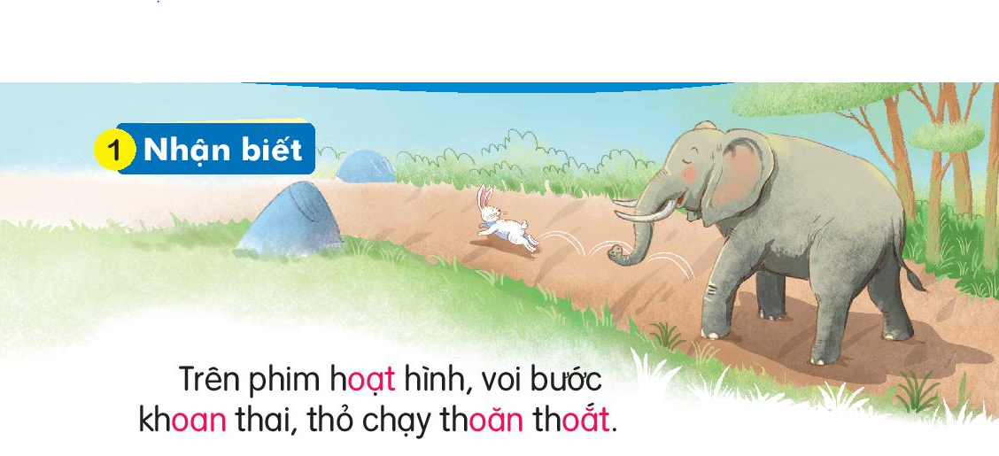 1 Nhận biết
Trên phim hoạt hình, voi bước
khoan thai, thỏ chạy thoăn thoắt.